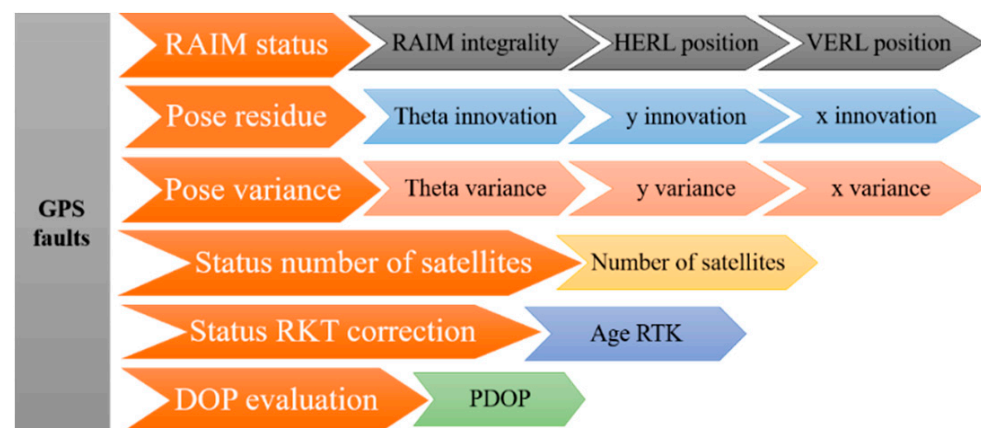 GPS
faults
RAIM status
RAIM integrality
HERL position
VERL position
Pose residue
Theta innovation
y innovation
x innovation
Pose variance
Theta variance
y variance
x variance
Status number of satellites
Number of satellites
Status RKT correction
Age RTK
DOP evaluation
PDOP